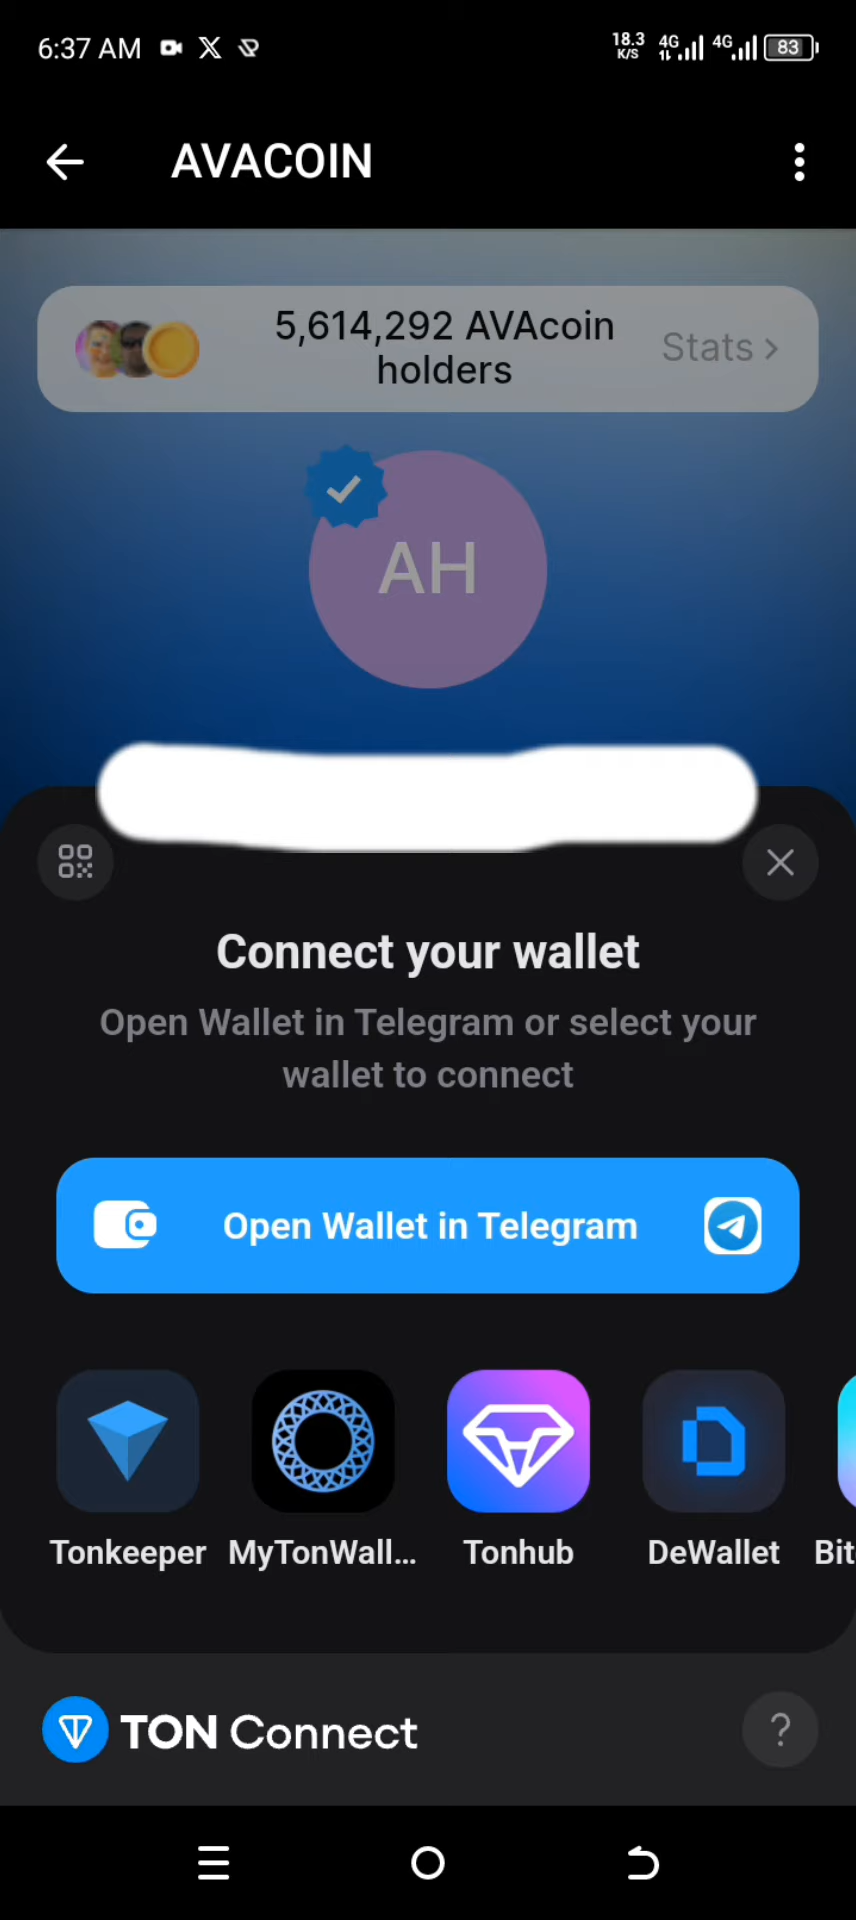 6:37 AM
18.3 K/S 4G 4G 83
AVACOIN
5,614,292 AVAcoin
holders
Stats
AH
Connect your wallet
Open Wallet in Telegram or select your
wallet to connect
Open Wallet in Telegram
Tonkeeper MyTonWall... Tonhub DeWallet Bit
TON Connect
?